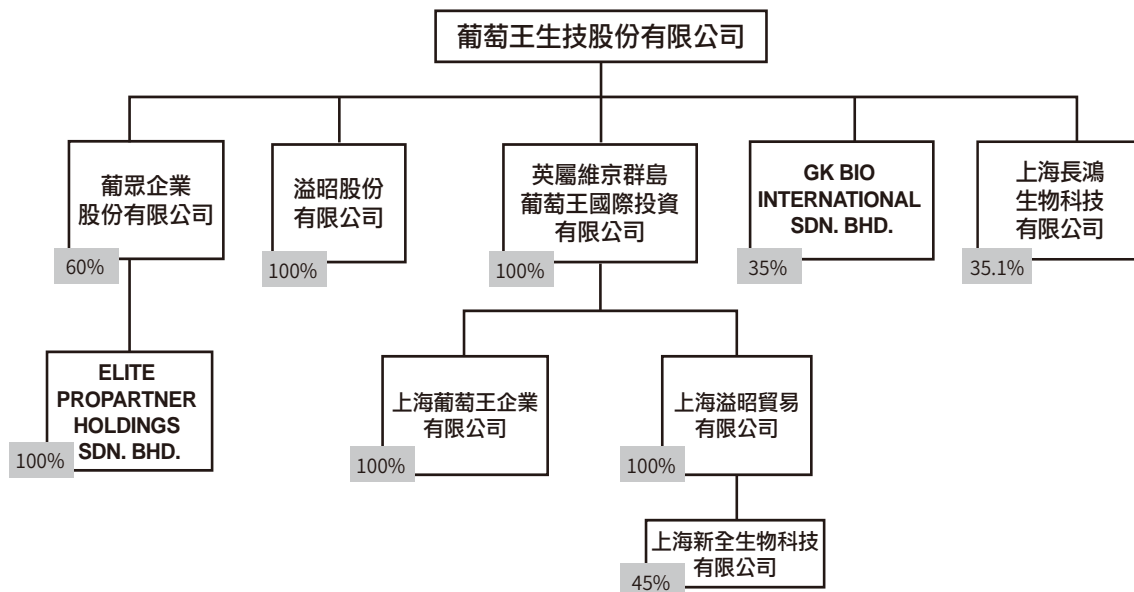 葡萄王生技股份有限公司
葡眾企業
股份有限公司
60%
溢昭股份
有限公司
100%
英屬維京群島
葡萄王國際投資
有限公司
100%
GK BIO
INTERNATIONAL
SDN. BHD.
35%
上海長鴻
生物科技
有限公司
35.1%
ELITE
PROPARTNER
HOLDINGS
SDN. BHD.
100%
上海葡萄王企業
有限公司
100%
上海溢昭貿易
有限公司
100%
上海新全生物科技
有限公司
45%